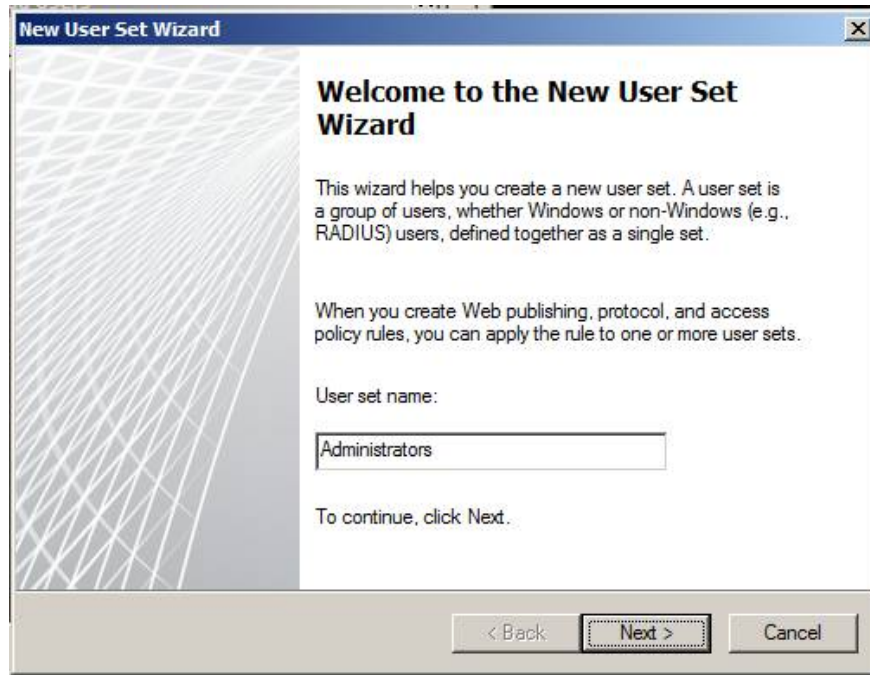 New User Set Wizard
Welcome to the New User Set
Wizard
This wizard helps you create a new user set. A user set is
a group of users, whether Windows or non-Windows (e.g.,
RADIUS) users, defined together as a single set.
When you create Web publishing, protocol, and access
policy rules, you can apply the rule to one or more user sets.
User set name:
Administrators
To continue, click Next.
< Back Next > Cancel